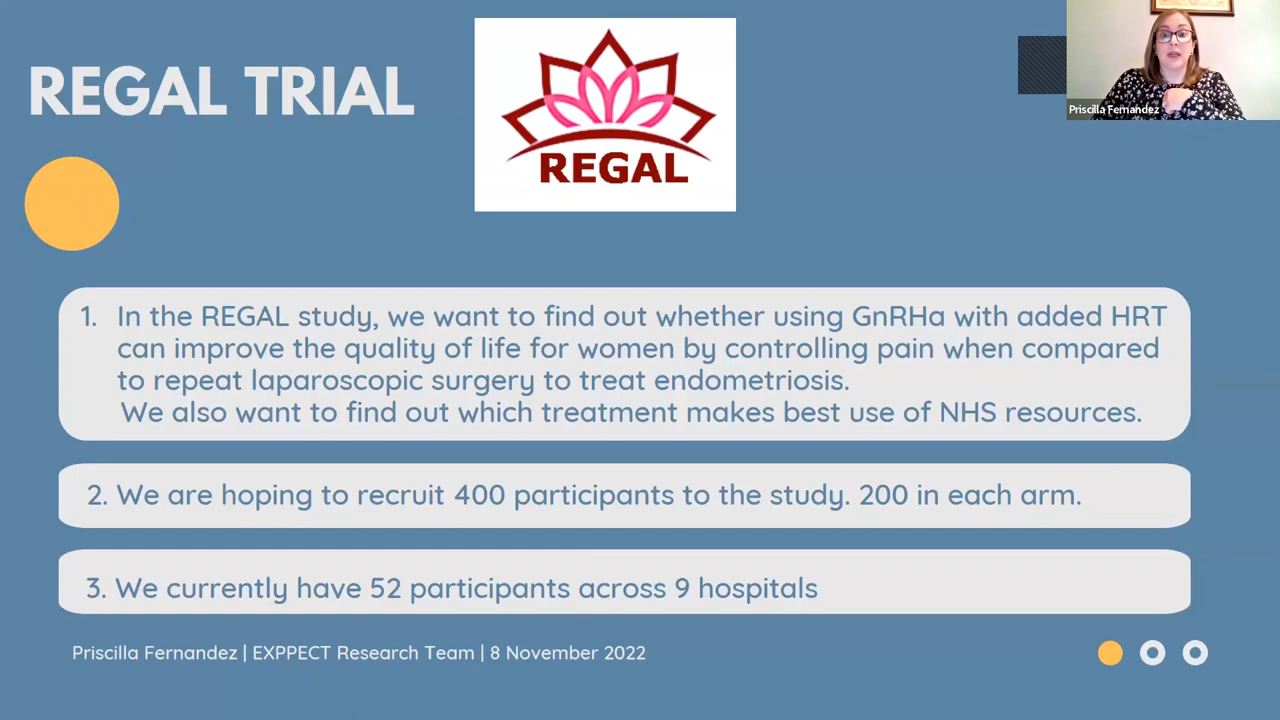 REGAL TRIAL
REGAL
Priscilla Fernandez
1. In the REGAL study, we want to find out whether using GnRHa with added HRT
can improve the quality of life for women by controlling pain when compared
to repeat laparoscopic surgery to treat endometriosis.
We also want to find out which treatment makes best use of NHS resources.
2. We are hoping to recruit 400 participants to the study. 200 in each arm.
3. We currently have 52 participants across 9 hospitals
Priscilla Fernandez | EXPPECT Research Team | 8 November 2022